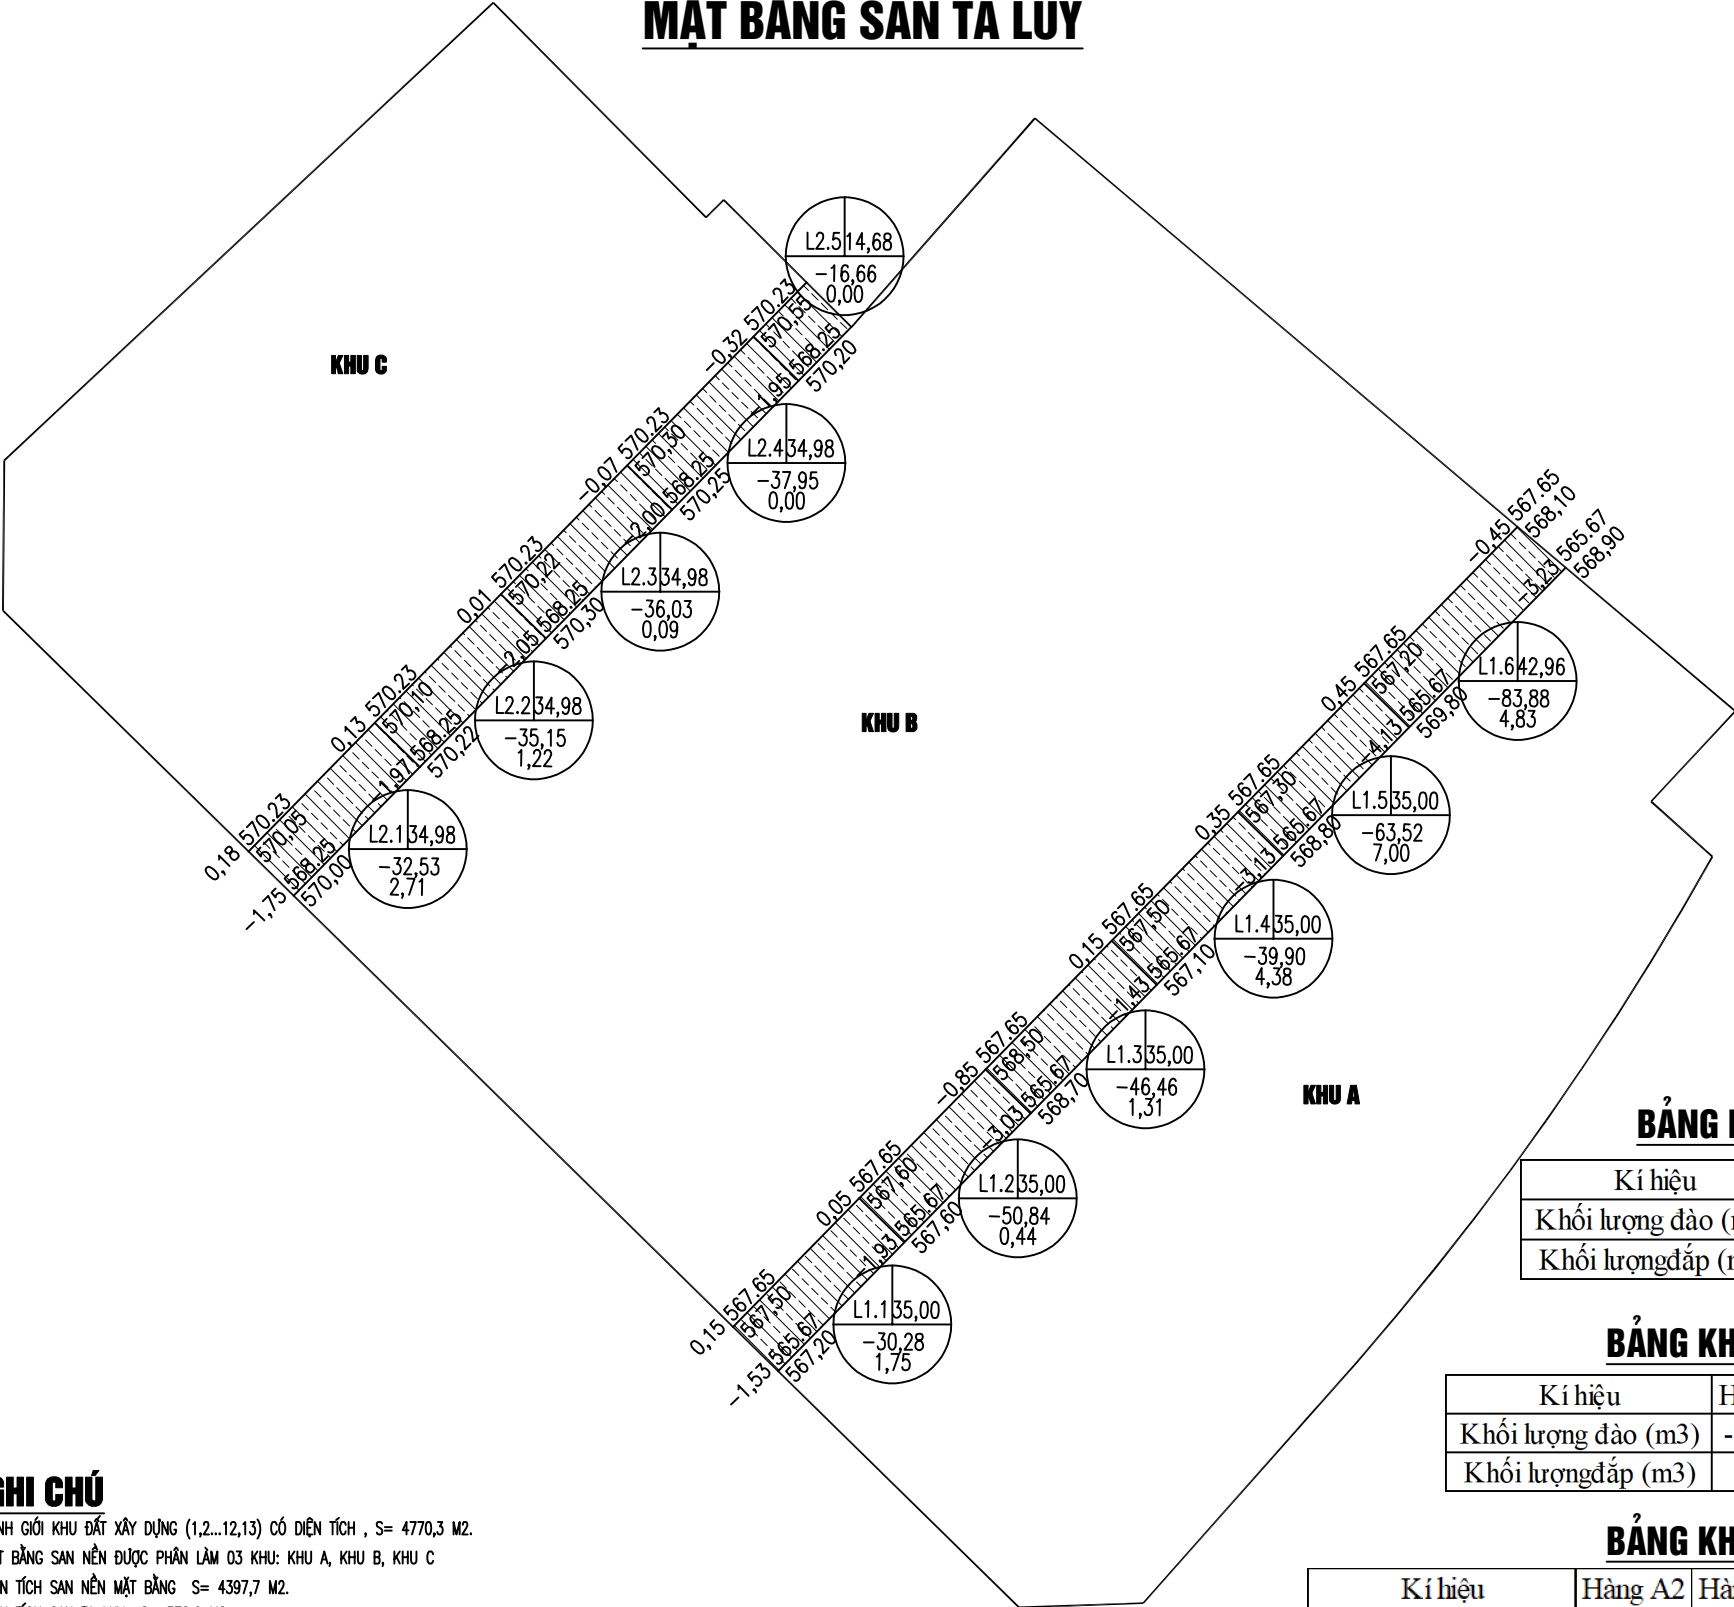 MẶT BẰNG SAN TA LUY
L2.5 14,68
-16,66
0,00
-0,32 570.23
570,55
568.25
-1,95
570,20
KHU C
L2.4 34,98
-37,95
0,00
-0,07 570.23
570,30
568.25
-2,00
570,25
L2.3 34,98
-36,03
0,09
0,01 570.23
570,22
568.25
-2,05
570,30
L2.2 34,98
-35,15
1,22
0,13 570.23
570,10
568.25
-1,97
570,22
L2.1 34,98
-32,53
2,71
0,18 570.23
570,05
568.25
-1,75
570,00
KHU B
-0,45 567.65
568,10
565.67
-3,23
568,90
L1.6 42,96
-83,88
4,83
0,45 567.65
567,20
565.67
-4,13
569,80
L1.5 35,00
-63,52
7,00
0,35 567.65
567,30
565.67
-3,13
568,80
L1.4 35,00
-39,90
4,38
0,15 567.65
567,50
565.67
-1,43
567,10
L1.3 35,00
-46,46
1,31
-0,85 567.65
568,50
565.67
-3,03
568,70
L1.2 35,00
-50,84
0,44
0,05 567.65
567,60
565.67
-1,93
567,60
L1.1 35,00
-30,28
1,75
0,15 567.65
567,50
565.67
-1,53
567,20
KHU A
BẢNG
Kí hiệu
Khối lượng đào
Khối lượngđắp
BẢNG KH
Kí hiệu
Khối lượng đào (m3) -
Khối lượngđắp (m3)
BẢNG KH
Kí hiệu Hàng A2
GHI CHÚ
NH GIỚI KHU ĐẤT XÂY DỰNG (1,2...12,13) CÓ DIỆN TÍCH , S= 4770,3 M2.
T BẰNG SAN NỀN ĐƯỢC PHÂN LÀM 03 KHU: KHU A, KHU B, KHU C
N TÍCH SAN NỀN MẶT BẰNG S= 4397,7 M2.